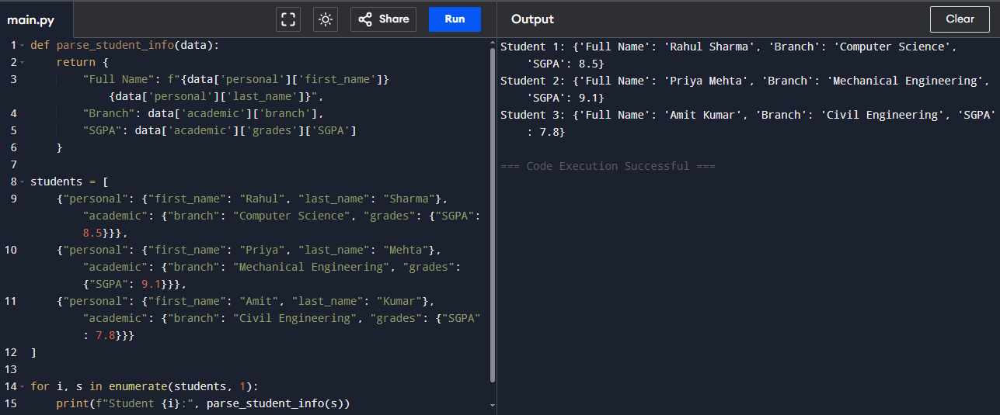 main.py
Share
Run
Output
Clear
1 def parse_student_info(data):
2     return {
3         "Full Name": f"{data['personal']['first_name']}
            {data['personal']['last_name']}",
4         "Branch": data['academic']['branch'],
5         "SGPA": data['academic']['grades']['SGPA']
6     }
7
8 students = [
9     {"personal": {"first_name": "Rahul", "last_name": "Sharma"},
        "academic": {"branch": "Computer Science", "grades": {"SGPA":
        8.5}}},
10     {"personal": {"first_name": "Priya", "last_name": "Mehta"},
        "academic": {"branch": "Mechanical Engineering", "grades":
        {"SGPA": 9.1}}},
11     {"personal": {"first_name": "Amit", "last_name": "Kumar"},
        "academic": {"branch": "Civil Engineering", "grades": {"SGPA"
        : 7.8}}}
12 ]
13
14 for i, s in enumerate(students, 1):
15     print(f"Student {i}:", parse_student_info(s))
Student 1: {'Full Name': 'Rahul Sharma', 'Branch': 'Computer Science',
    'SGPA': 8.5}
Student 2: {'Full Name': 'Priya Mehta', 'Branch': 'Mechanical Engineering',
    'SGPA': 9.1}
Student 3: {'Full Name': 'Amit Kumar', 'Branch': 'Civil Engineering', 'SGPA'
    : 7.8}
=== Code Execution Successful ===